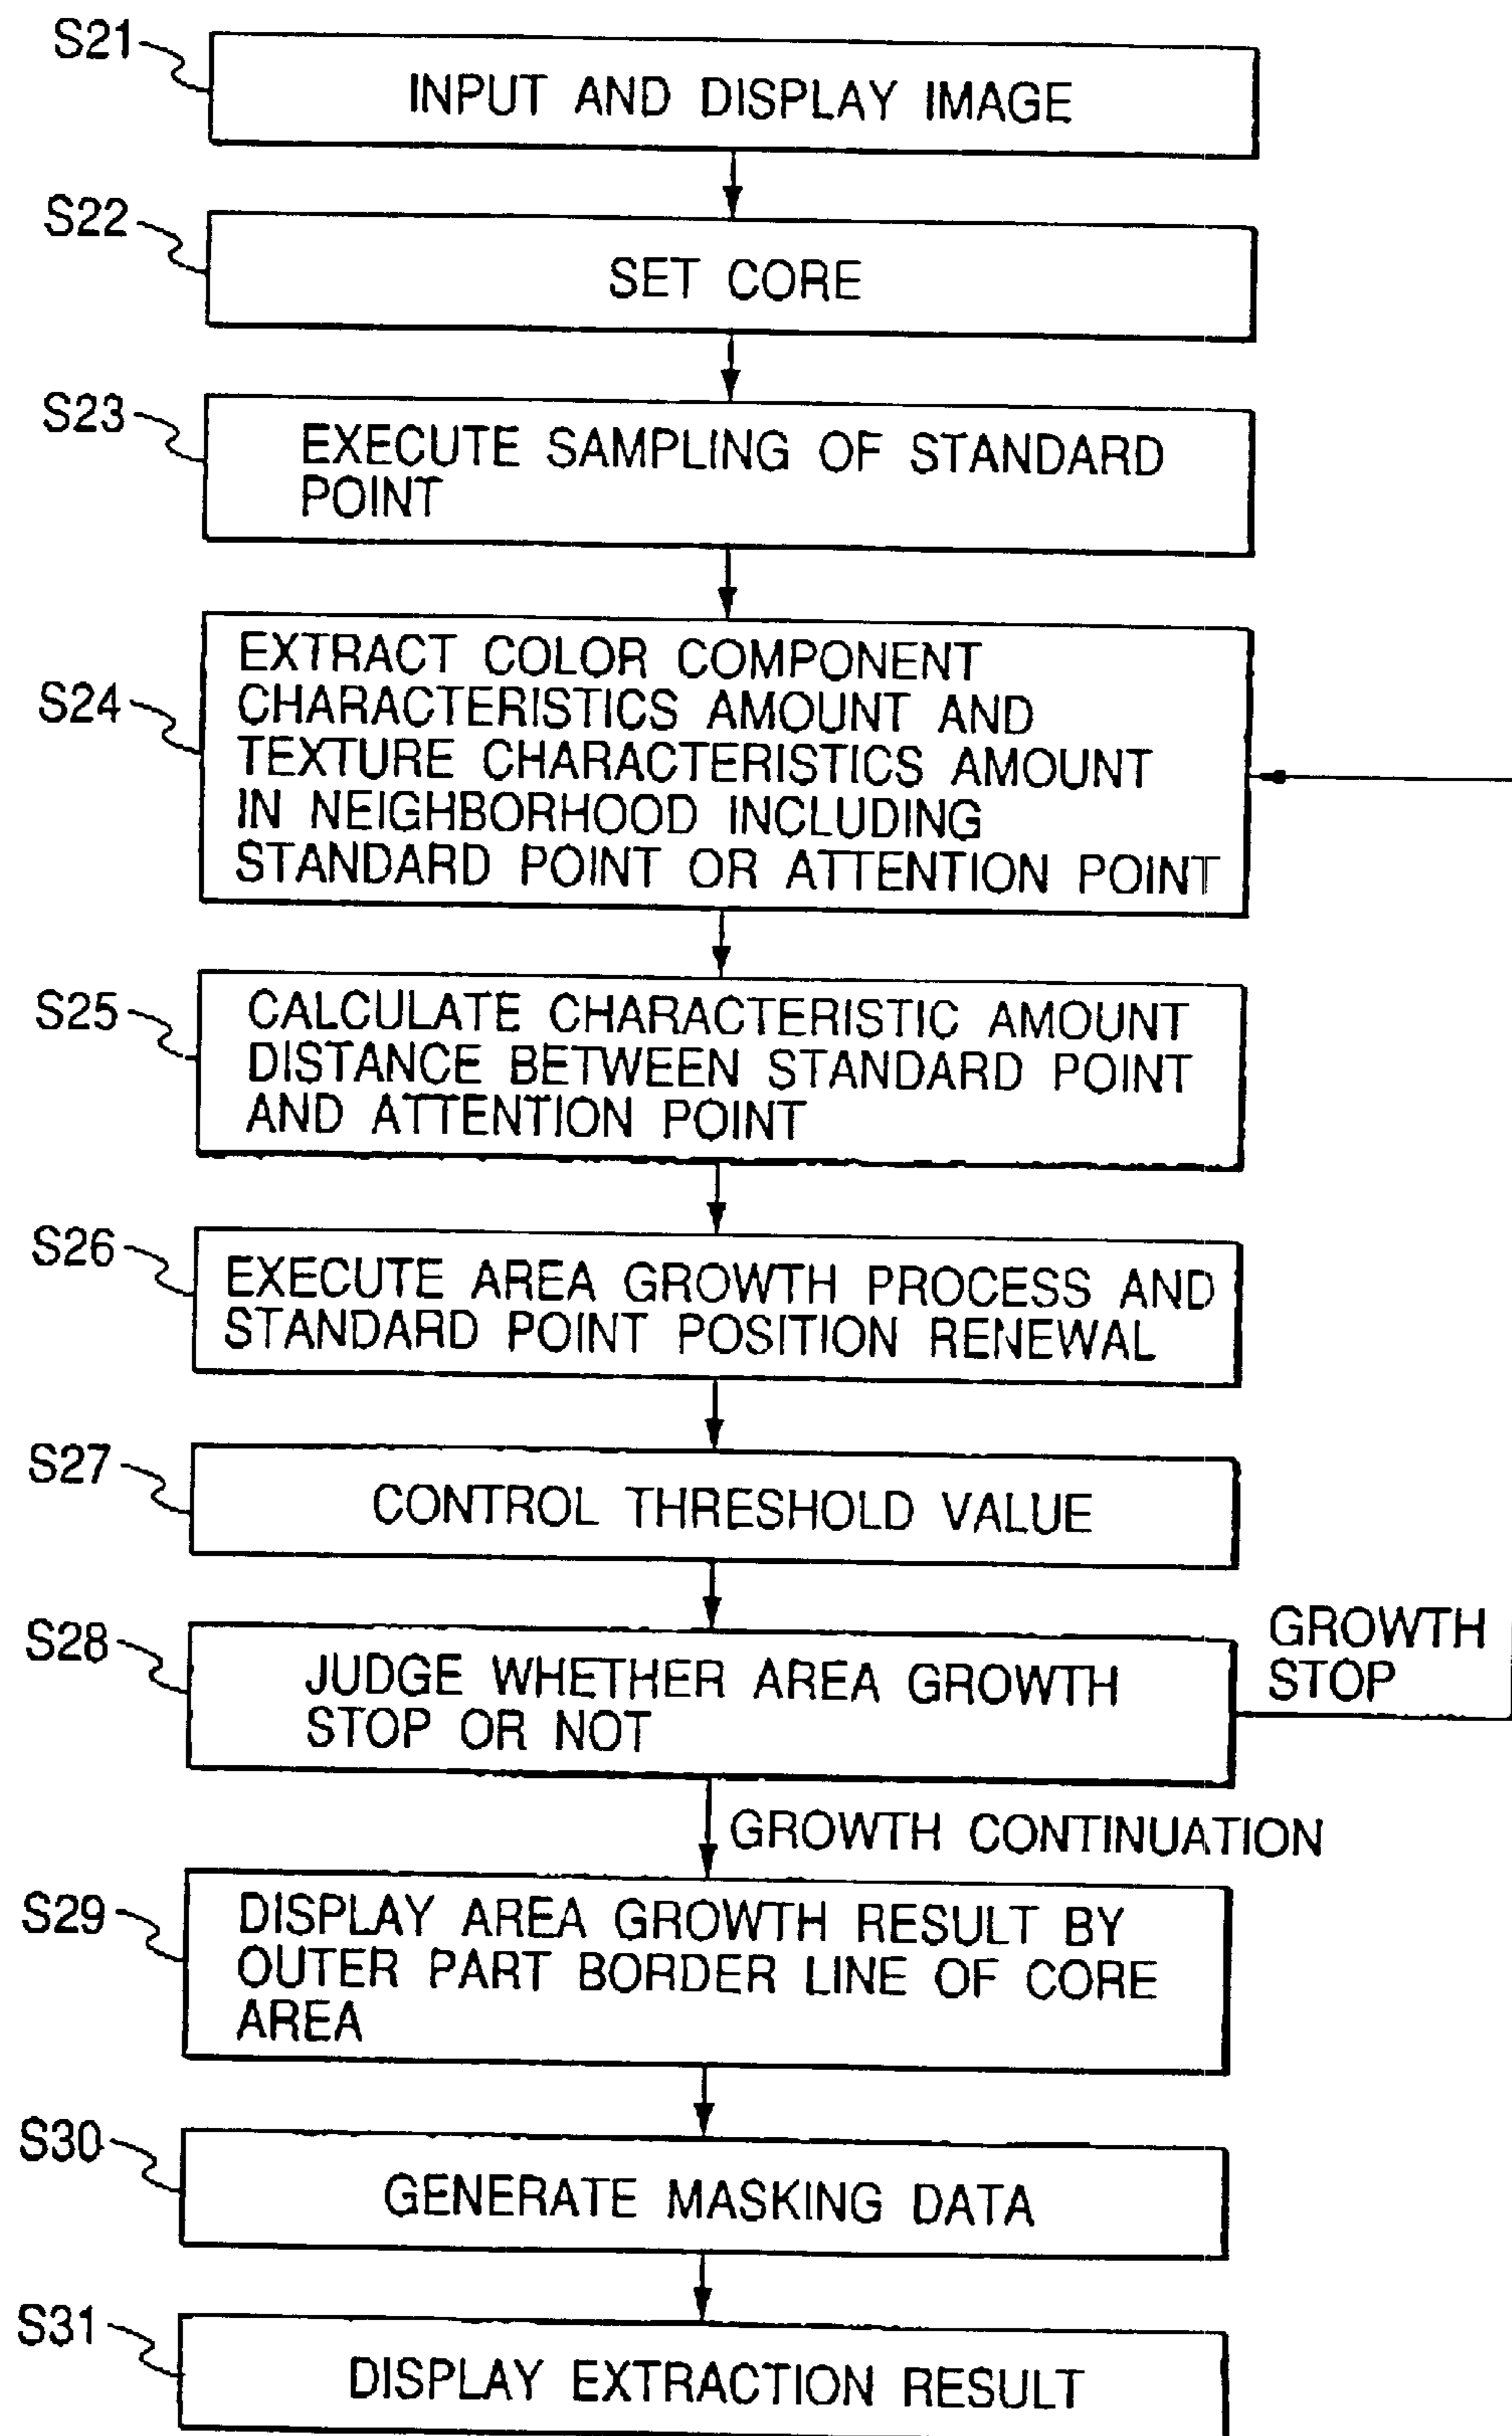 S21
INPUT AND DISPLAY IMAGE
S22
SET CORE
S23
EXECUTE SAMPLING OF STANDARD
POINT
S24
EXTRACT COLOR COMPONENT
CHARACTERISTICS AMOUNT AND
TEXTURE CHARACTERISTICS AMOUNT
IN NEIGHBORHOOD INCLUDING
STANDARD POINT OR ATTENTION POINT
S25
CALCULATE CHARACTERISTIC AMOUNT
DISTANCE BETWEEN STANDARD POINT
AND ATTENTION POINT
S26
EXECUTE AREA GROWTH PROCESS AND
STANDARD POINT POSITION RENEWAL
S27
CONTROL THRESHOLD VALUE
S28
JUDGE WHETHER AREA GROWTH
STOP OR NOT
GROWTH
STOP
GROWTH CONTINUATION
S29
DISPLAY AREA GROWTH RESULT BY
OUTER PART BORDER LINE OF CORE
AREA
S30
GENERATE MASKING DATA
S31
DISPLAY EXTRACTION RESULT